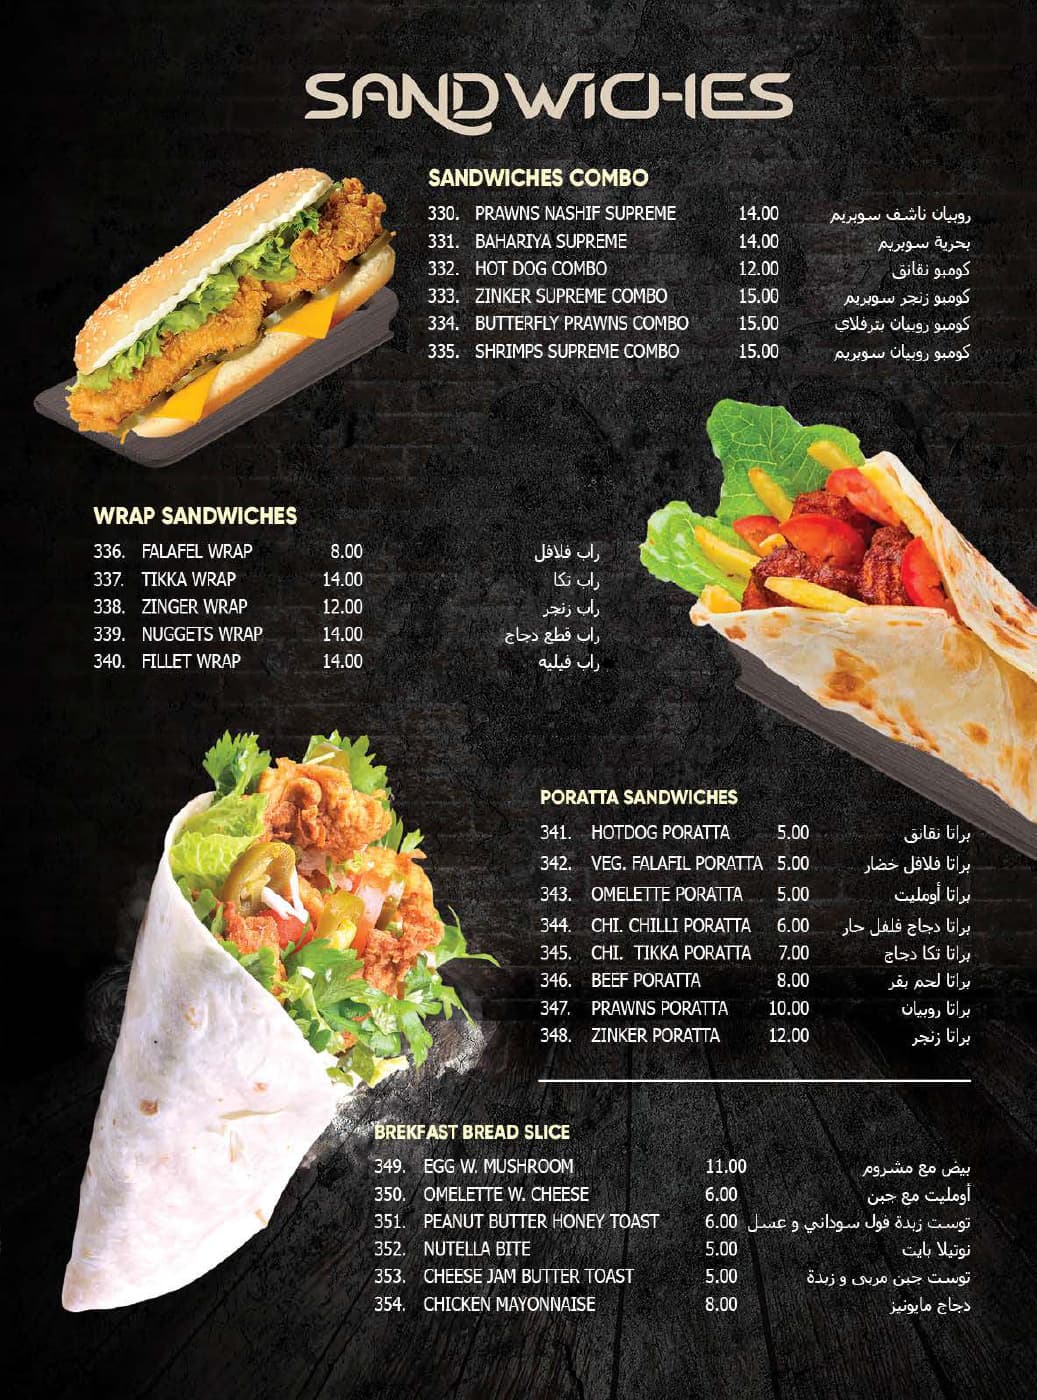 SANDWICHES
SANDWICHES COMBO
330. PRAWNS NASHIF SUPREME 14.00 روبيان ناشف سوبريم
331. BAHARIYA SUPREME 14.00 بحرية سوبريم
332. HOT DOG COMBO 12.00 كومبو نقانق
333. ZINKER SUPREME COMBO 15.00 كومبو زنجر سوبريم
334. BUTTERFLY PRAWNS COMBO 15.00 كومبو روبيان بترفلاي
335. SHRIMPS SUPREME COMBO 15.00 كومبو روبيان سوبريم
WRAP SANDWICHES
336. FALAFEL WRAP 8.00 راب فلافل
337. TIKKA WRAP 14.00 راب تكا
338. ZINGER WRAP 12.00 راب زنجر
339. NUGGETS WRAP 14.00 راب قطع دجاج
340. FILLET WRAP 14.00 راب فيليه
PORATTA SANDWICHES
341. HOTDOG PORATTA 5.00 براتا نقانق
342. VEG. FALAFIL PORATTA 5.00 براتا فلافل خضار
343. OMELETTE PORATTA 5.00 براتا أومليت
344. CHI. CHILLI PORATTA 6.00 براتا دجاج فلفل حار
345. CHI. TIKKA PORATTA 7.00 براتا تكا دجاج
346. BEEF PORATTA 8.00 براتا لحم بقر
347. PRAWNS PORATTA 10.00 براتا روبيان
348. ZINKER PORATTA 12.00 براتا زنجر
BREKFAST BREAD SLICE
349. EGG W. MUSHROOM 11.00 بيض مع مشروم
350. OMELETTE W. CHEESE 6.00 أومليت مع جبن
351. PEANUT BUTTER HONEY TOAST 6.00 توست زبدة فول سوداني و عسل
352. NUTELLA BITE 5.00 نوتيلا بايت
353. CHEESE JAM BUTTER TOAST 5.00 توست جبن مربى و زبدة
354. CHICKEN MAYONNAISE 8.00 دجاج مايونيز